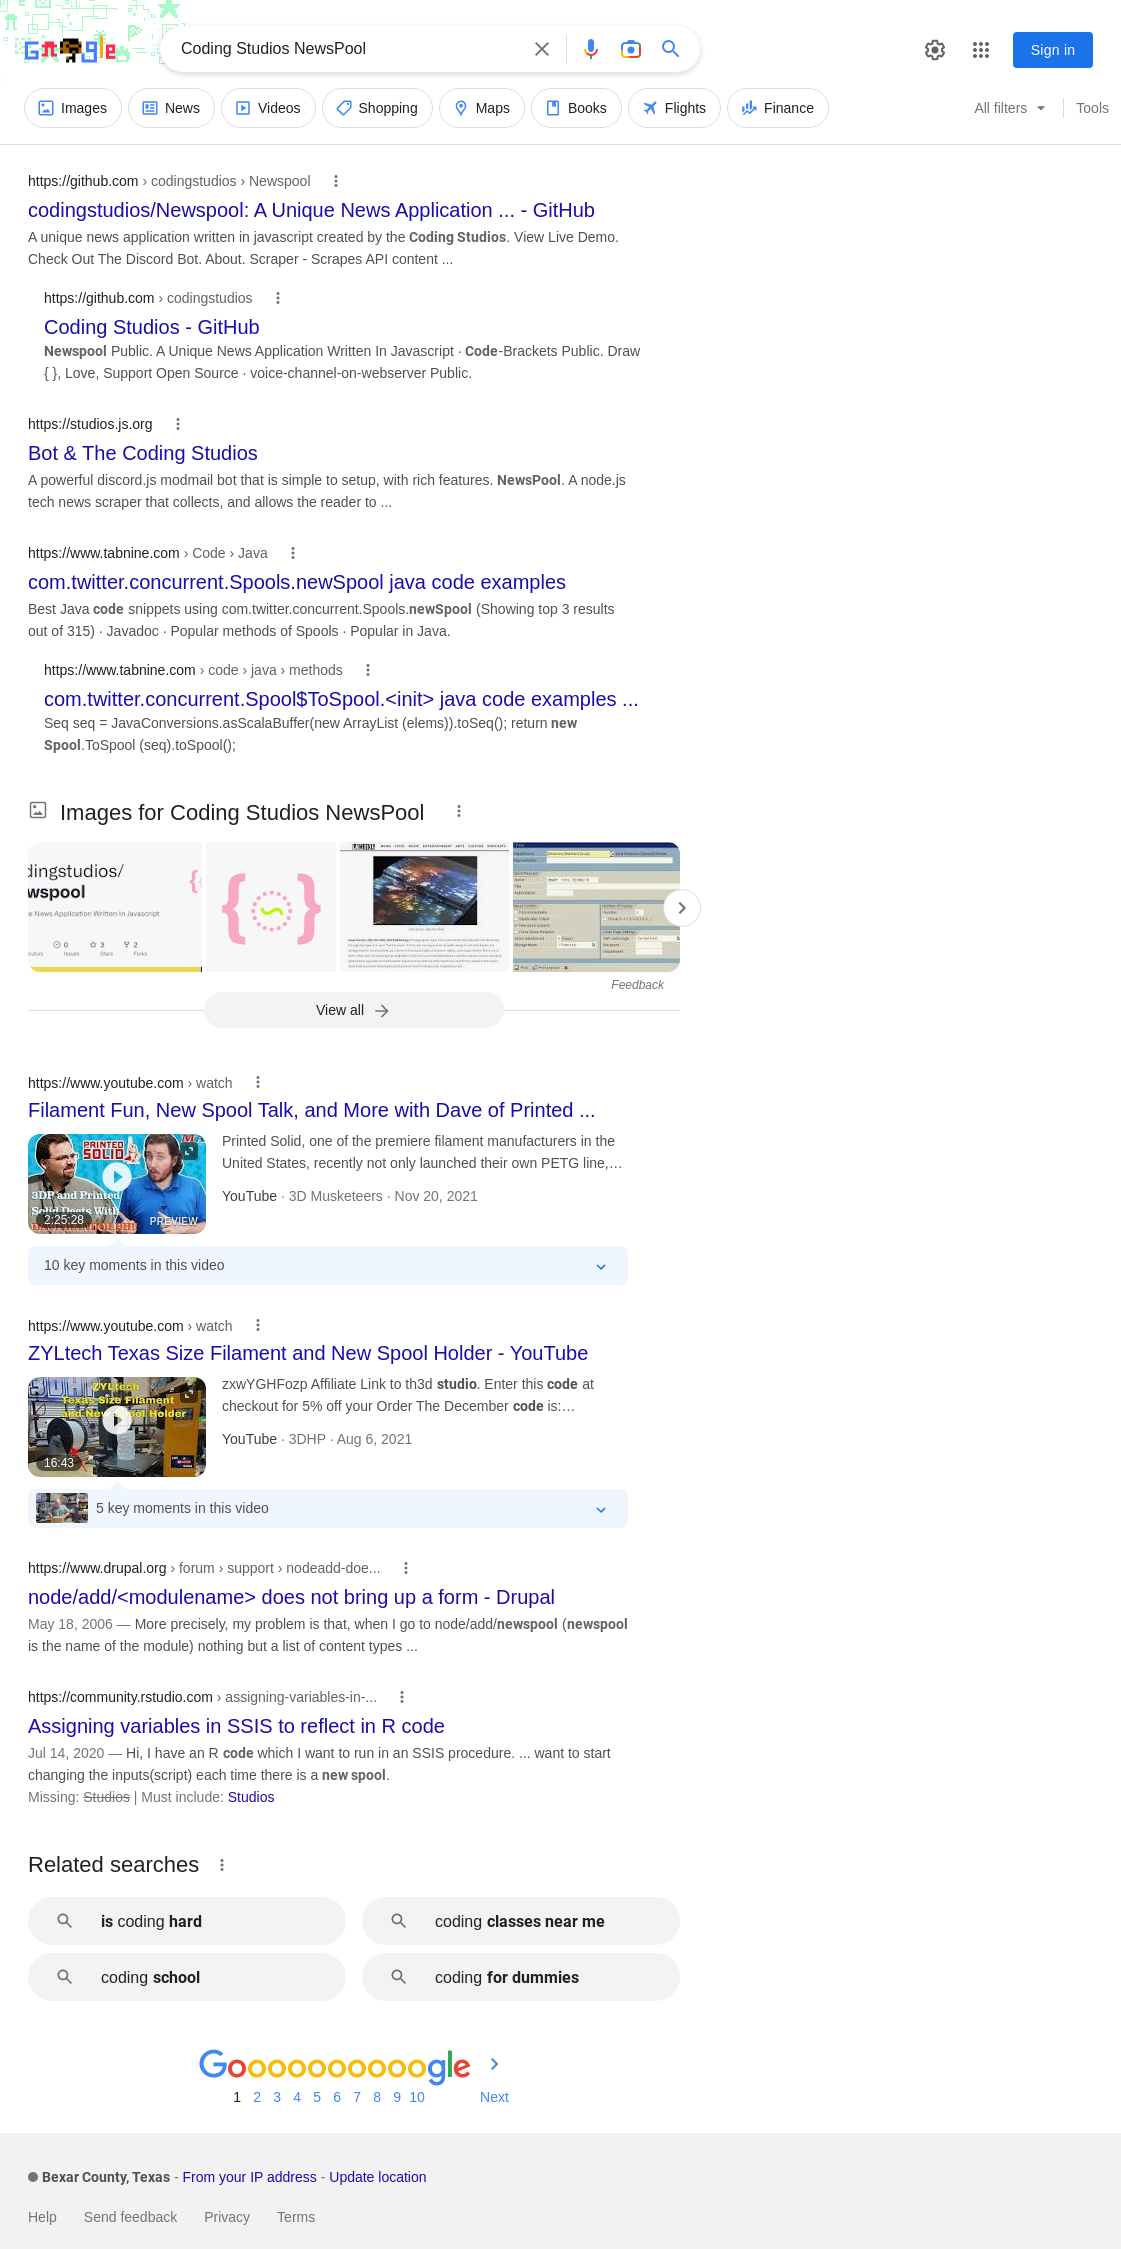 Coding Studios NewsPool
Sign in
Images
News
Videos
Shopping
Maps
Books
Flights
Finance
All filters
Tools
https://github.com › codingstudios › Newspool
codingstudios/Newspool: A Unique News Application ... - GitHub
A unique news application written in javascript created by the Coding Studios. View Live Demo.
Check Out The Discord Bot. About. Scraper - Scrapes API content ...
https://github.com › codingstudios
Coding Studios - GitHub
Newspool Public. A Unique News Application Written In Javascript · Code-Brackets Public. Draw
{ }, Love, Support Open Source · voice-channel-on-webserver Public.
https://studios.js.org
Bot & The Coding Studios
A powerful discord.js modmail bot that is simple to setup, with rich features. NewsPool. A node.js
tech news scraper that collects, and allows the reader to ...
https://www.tabnine.com › Code › Java
com.twitter.concurrent.Spools.newSpool java code examples
Best Java code snippets using com.twitter.concurrent.Spools.newSpool (Showing top 3 results
out of 315) · Javadoc · Popular methods of Spools · Popular in Java.
https://www.tabnine.com › code › java › methods
com.twitter.concurrent.Spool$ToSpool.<init> java code examples ...
Seq seq = JavaConversions.asScalaBuffer(new ArrayList (elems)).toSeq(); return new
Spool.ToSpool (seq).toSpool();
Images for Coding Studios NewsPool
dingstudios/
wspool
e News Application Written In Javascript
0
3
2
Issues
Stars
Forks
Feedback
View all
https://www.youtube.com › watch
Filament Fun, New Spool Talk, and More with Dave of Printed ...
PRINTED
SOLID
3DP and Printed
Solid Deets With
2:25:28
PREVIEW
Printed Solid, one of the premiere filament manufacturers in the
United States, recently not only launched their own PETG line,...
YouTube · 3D Musketeers · Nov 20, 2021
10 key moments in this video
https://www.youtube.com › watch
ZYLtech Texas Size Filament and New Spool Holder - YouTube
ZYLtech
Texas Size Filament
and New Spool Holder
16:43
zxwYGHFozp Affiliate Link to th3d studio. Enter this code at
checkout for 5% off your Order The December code is:...
YouTube · 3DHP · Aug 6, 2021
5 key moments in this video
https://www.drupal.org › forum › support › nodeadd-doe...
node/add/<modulename> does not bring up a form - Drupal
May 18, 2006 — More precisely, my problem is that, when I go to node/add/newspool (newspool
is the name of the module) nothing but a list of content types ...
https://community.rstudio.com › assigning-variables-in-...
Assigning variables in SSIS to reflect in R code
Jul 14, 2020 — Hi, I have an R code which I want to run in an SSIS procedure. ... want to start
changing the inputs(script) each time there is a new spool.
Missing: Studios | Must include: Studios
Related searches
is coding hard
coding classes near me
coding school
coding for dummies
Goooooooooogle
1 2 3 4 5 6 7 8 9 10 Next
Bexar County, Texas - From your IP address - Update location
Help Send feedback Privacy Terms